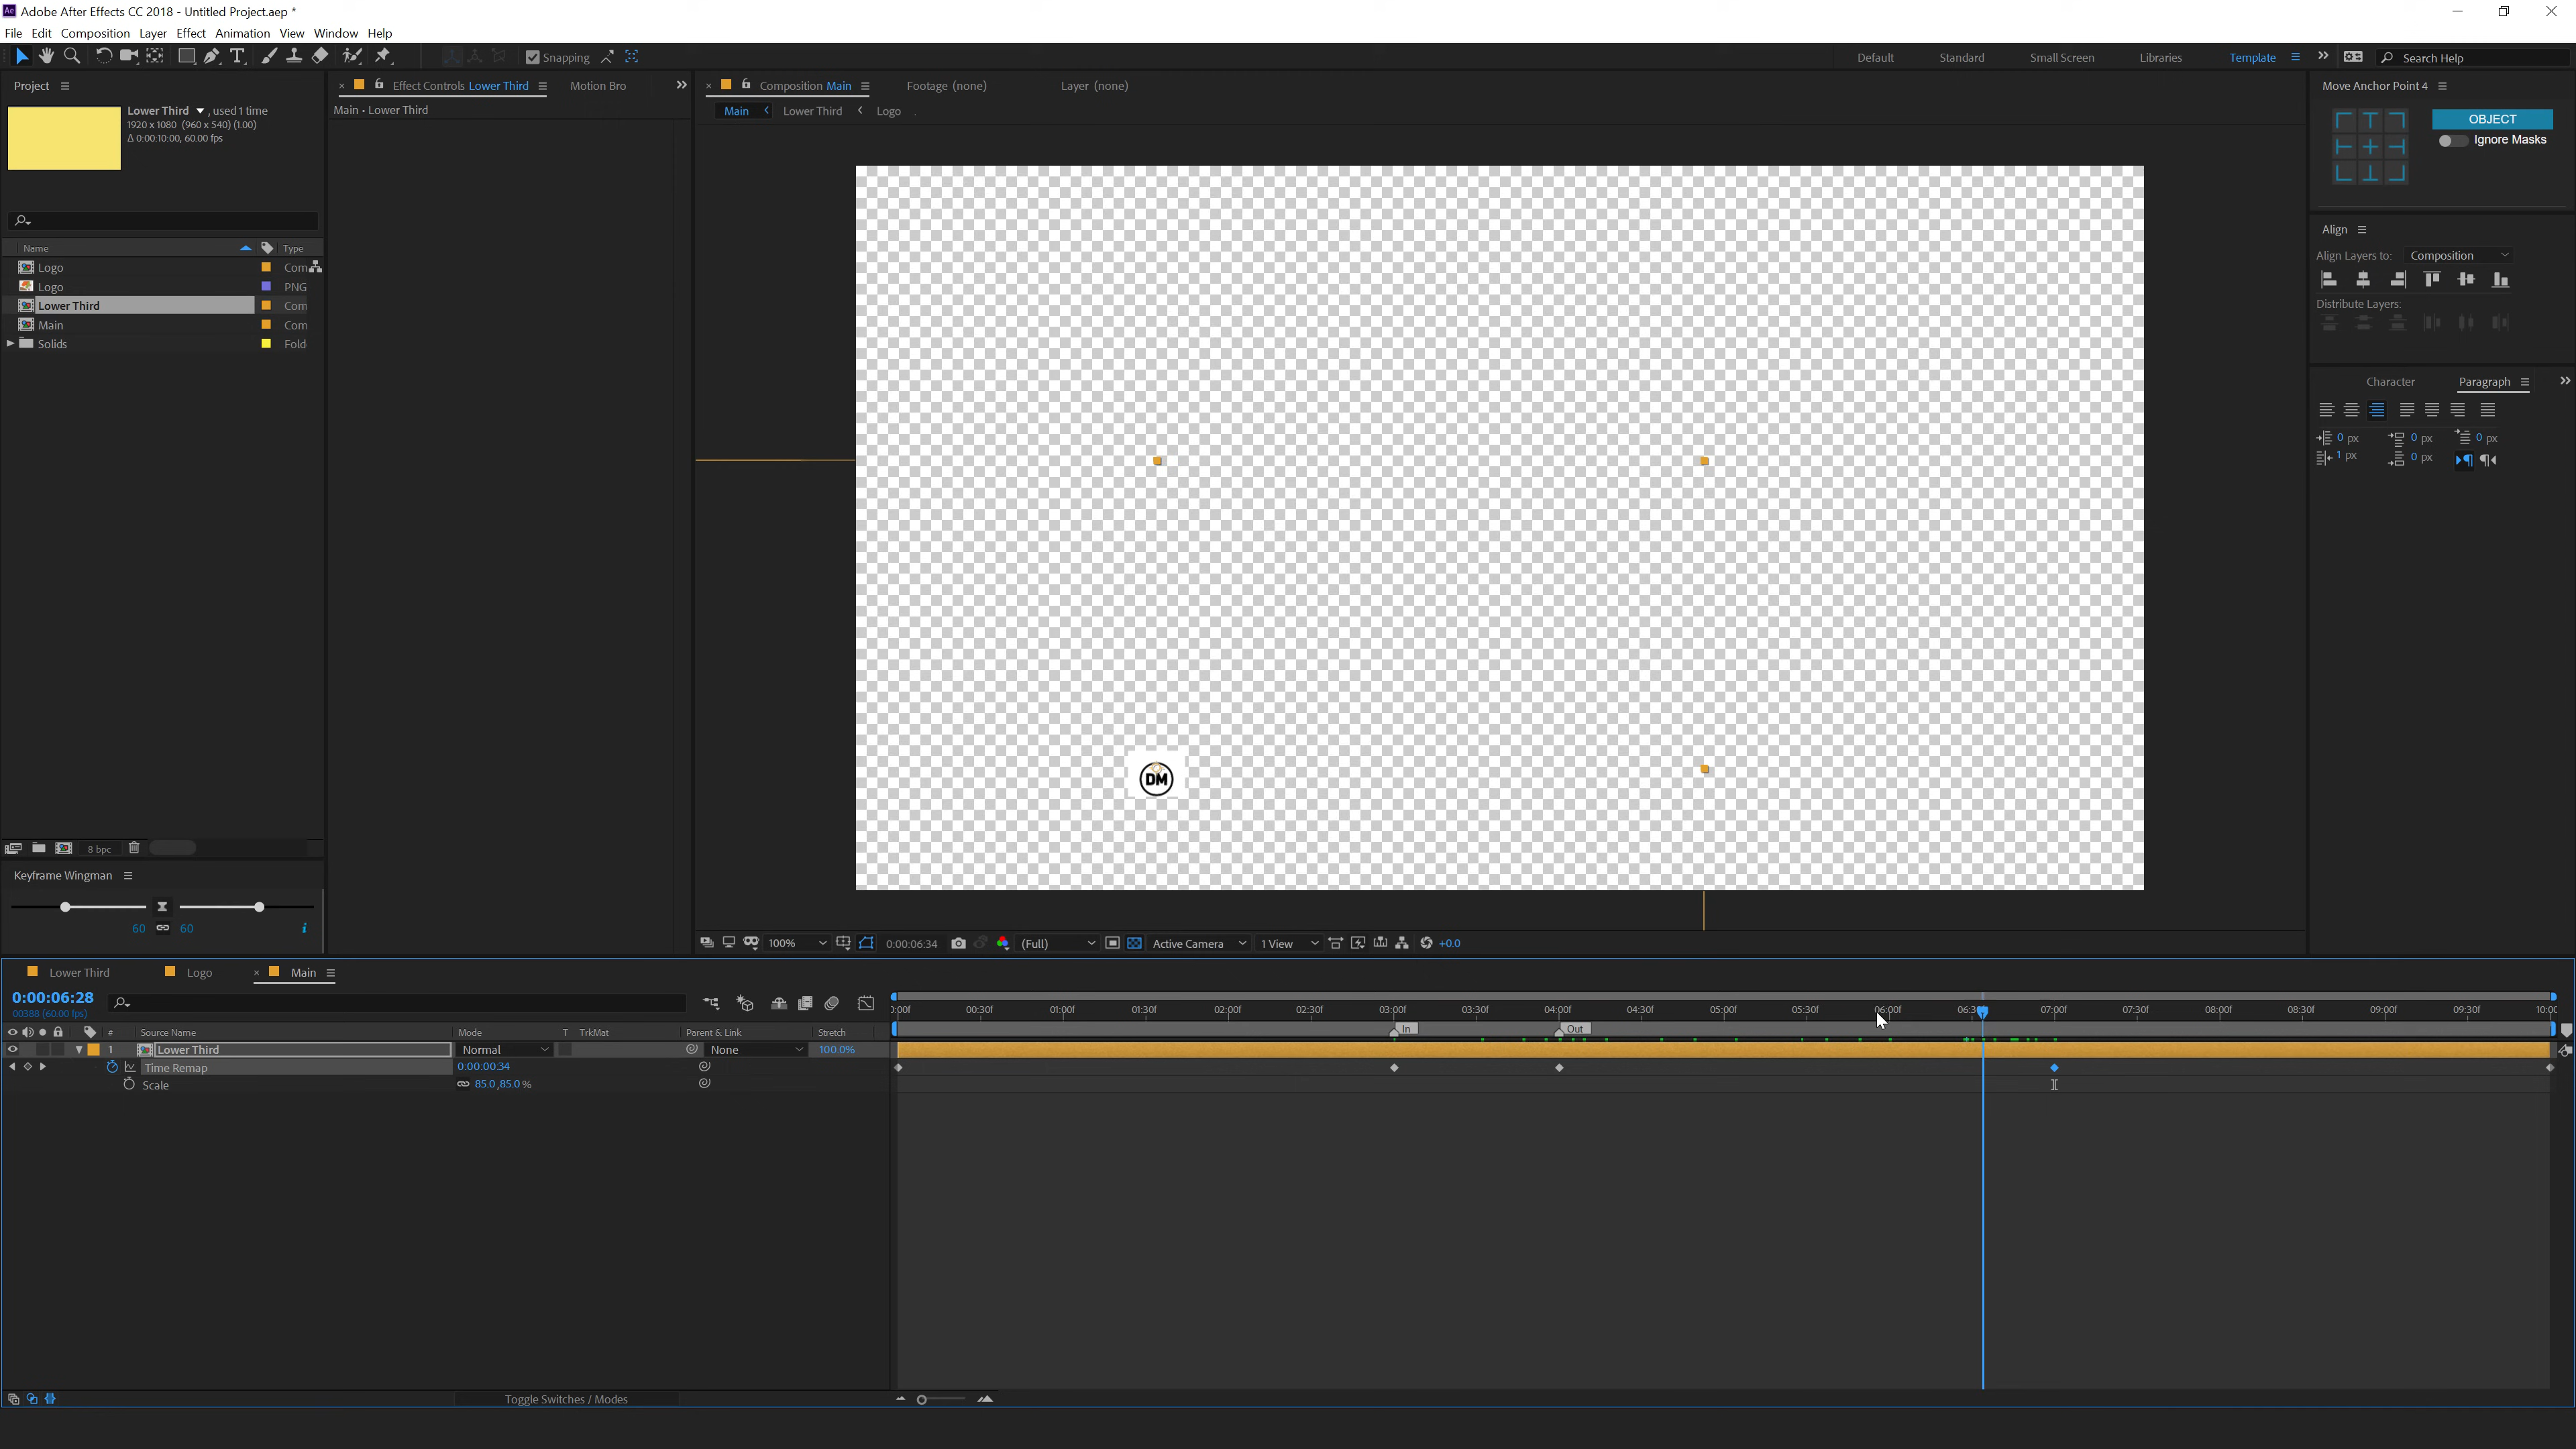 Ae Adobe After Effects CC 2018 - Untitled Project.aep *
File Edit Composition Layer Effect Animation View Window Help
Snapping
Default Standard Small Screen Libraries Template Search Help
Project
Lower Third , used 1 time
1920 x 1080 (960 x 540) (1.00)
Δ 0:00:10:00, 60.00 fps
Name Type
Logo Com
Logo PNG
Lower Third Com
Main Com
Solids Fold
8 bpc
Keyframe Wingman
60 60
Effect Controls Lower Third Motion Bro
Main • Lower Third
Composition Main Footage (none) Layer (none)
Main Lower Third Logo
DM
100% 0:00:06:34 (Full) Active Camera 1 View +0.0
Move Anchor Point 4
OBJECT
Ignore Masks
Align
Align Layers to: Composition
Distribute Layers:
Character Paragraph
0 px 0 px 0 px
1 px 0 px
Lower Third Logo Main
0:00:06:28
00388 (60.00 fps)
# Source Name Mode T TrkMat Parent & Link Stretch
1 Lower Third Normal None 100.0%
Time Remap 0:00:00:34
Scale 85.0,85.0 %
Toggle Switches / Modes
:00f 00:30f 01:00f 01:30f 02:00f 02:30f 03:00f 03:30f 04:00f 04:30f 05:00f 05:30f 06:00f 06:3 07:00f 07:30f 08:00f 08:30f 09:00f 09:30f 10:00
In Out